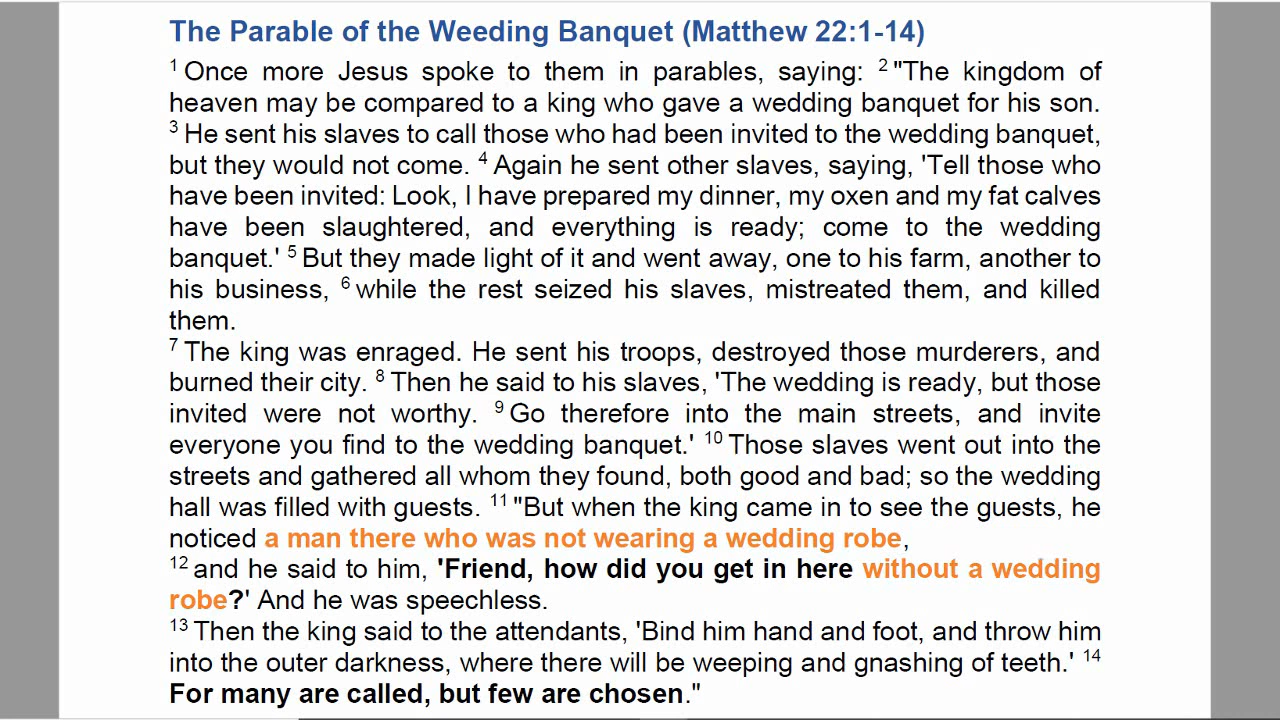 The Parable of the Weeding Banquet (Matthew 22:1-14)
1 Once more Jesus spoke to them in parables, saying: 2 "The kingdom of
heaven may be compared to a king who gave a wedding banquet for his son.
3 He sent his slaves to call those who had been invited to the wedding banquet,
but they would not come. 4 Again he sent other slaves, saying, 'Tell those who
have been invited: Look, I have prepared my dinner, my oxen and my fat calves
have been slaughtered, and everything is ready; come to the wedding
banquet.' 5 But they made light of it and went away, one to his farm, another to
his business, 6 while the rest seized his slaves, mistreated them, and killed
them.
7 The king was enraged. He sent his troops, destroyed those murderers, and
burned their city. 8 Then he said to his slaves, 'The wedding is ready, but those
invited were not worthy. 9 Go therefore into the main streets, and invite
everyone you find to the wedding banquet.' 10 Those slaves went out into the
streets and gathered all whom they found, both good and bad; so the wedding
hall was filled with guests. 11 "But when the king came in to see the guests, he
noticed a man there who was not wearing a wedding robe,
12 and he said to him, 'Friend, how did you get in here without a wedding
robe?' And he was speechless.
13 Then the king said to the attendants, 'Bind him hand and foot, and throw him
into the outer darkness, where there will be weeping and gnashing of teeth.' 14
For many are called, but few are chosen."